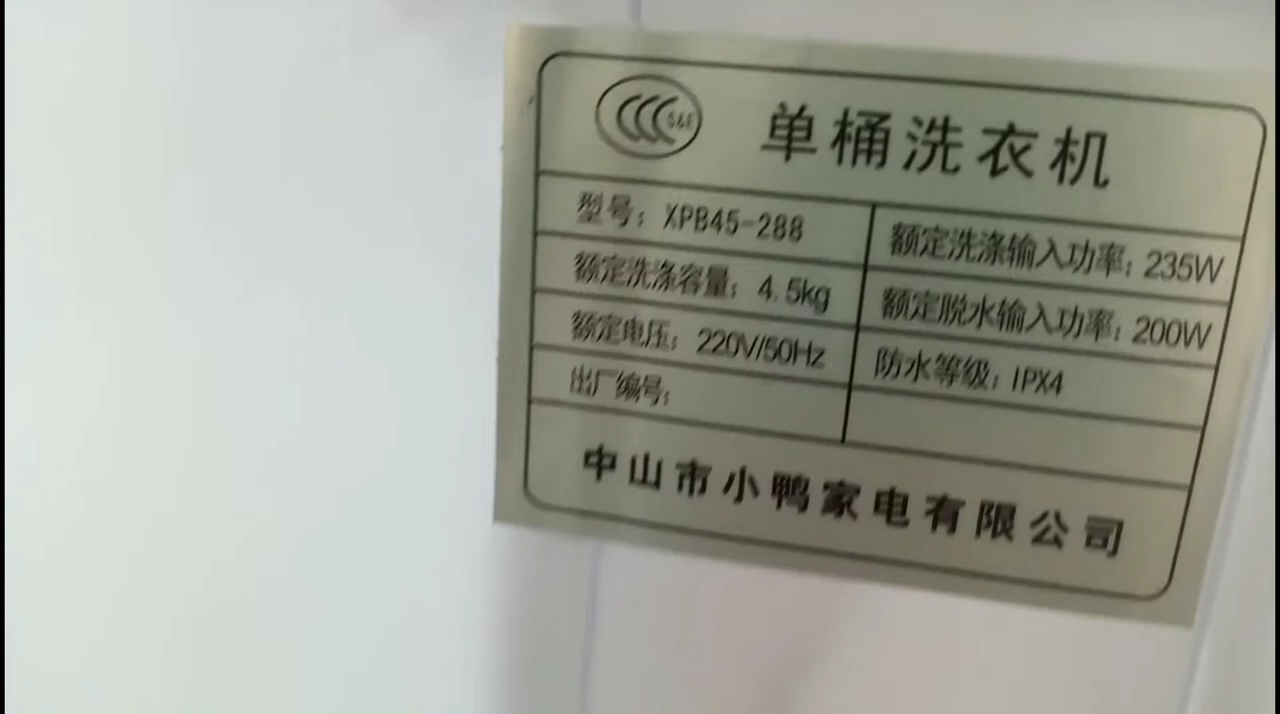 CCC S&E
单桶洗衣机
型号：XPB45-288
额定洗涤输入功率：235W
额定洗涤容量：4.5kg
额定脱水输入功率：200W
额定电压：220V/50Hz
防水等级：IPX4
出厂编号：
中山市小鸭家电有限公司